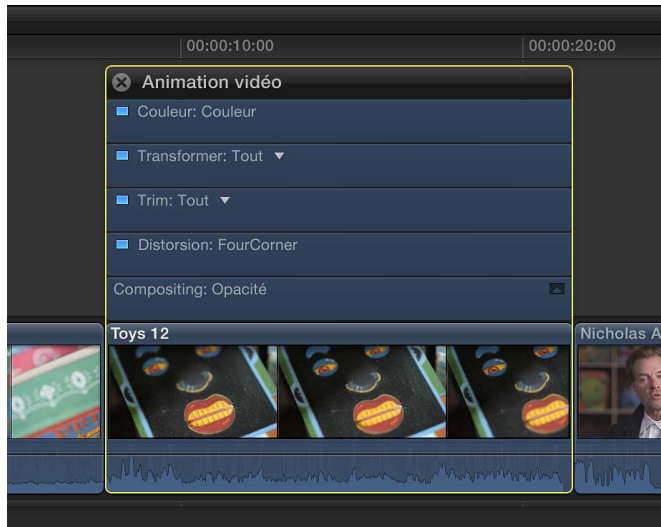 00:00:10:00 00:00:20:00
Animation vidéo
Couleur: Couleur
Transformer: Tout
Trim: Tout
Distorsion: FourCorner
Compositing: Opacité
Toys 12
Nicholas A